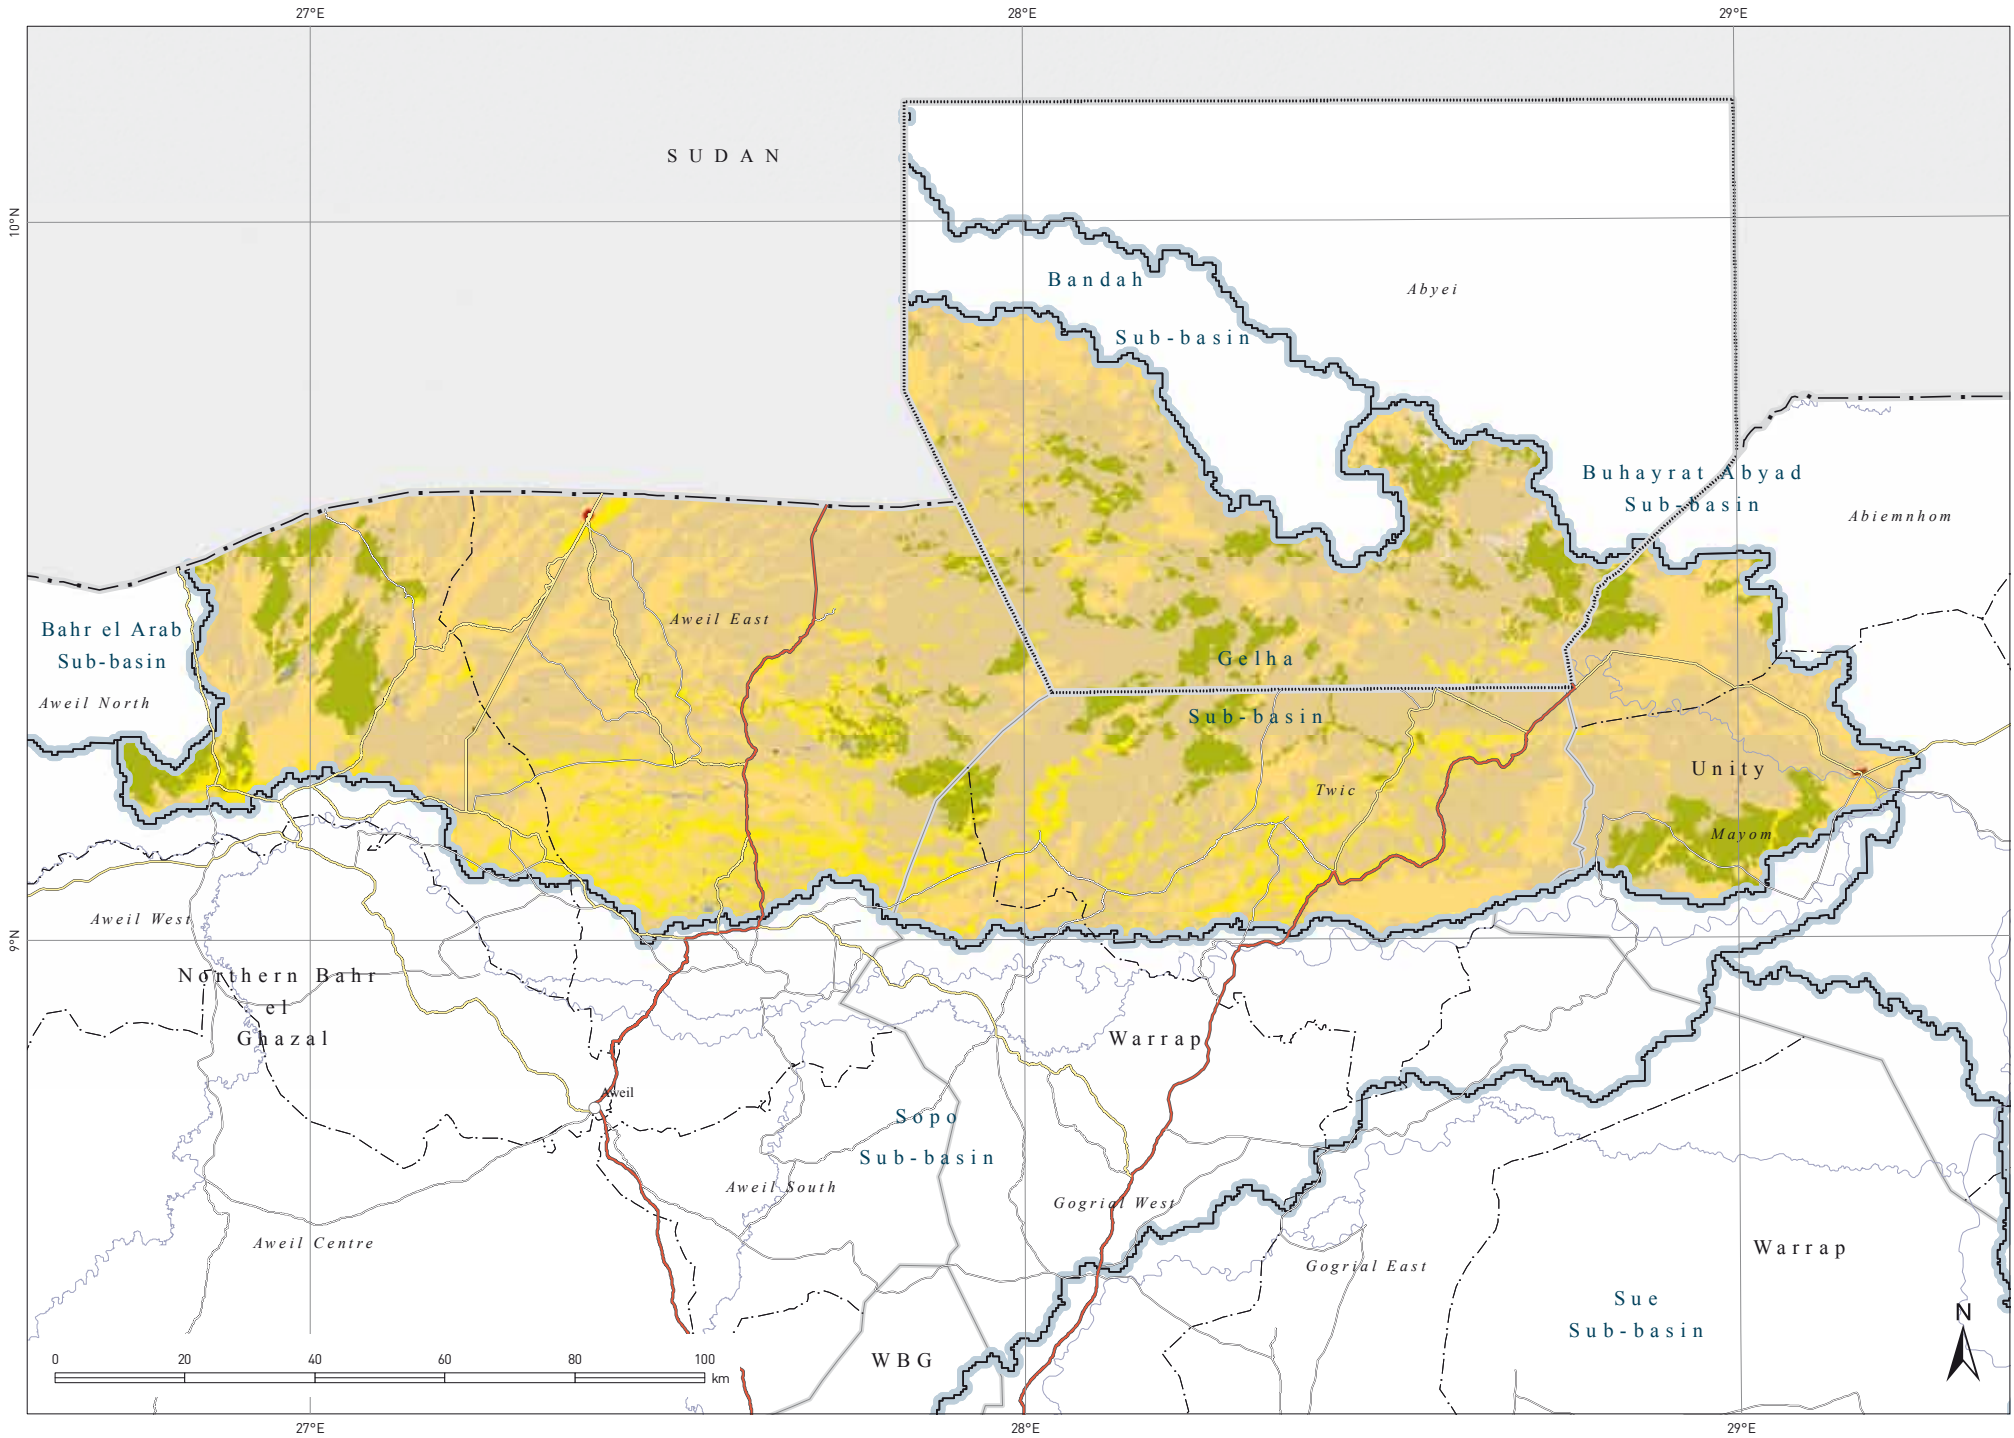 27°E
28°E
29°E
SUDAN
10°N
Bandah
Sub-basin
Abyei
Buhayrat Abyad
Sub-basin
Abiemnhom
Bahr el Arab
Sub-basin
Aweil North
Aweil East
Gelha
Sub-basin
Unity
Twic
Mayom
Aweil West
9°N
Northern Bahr
el
Ghazal
Warrap
Aweil
Sopo
Sub-basin
Aweil South
Gogrial West
Aweil Centre
Gogrial East
Warrap
Sue
Sub-basin
N
WBG
0 20 40 60 80 100
km
27°E
28°E
29°E